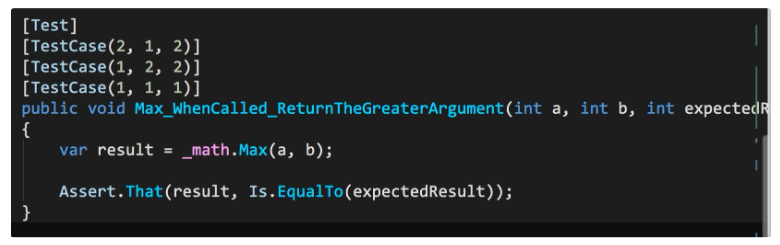 [Test]
[TestCase(2, 1, 2)]
[TestCase(1, 2, 2)]
[TestCase(1, 1, 1)]
public void Max_WhenCalled_ReturnTheGreaterArgument(int a, int b, int expectedR
{
var result = _math.Max(a, b);
Assert.That(result, Is.EqualTo(expectedResult));
}